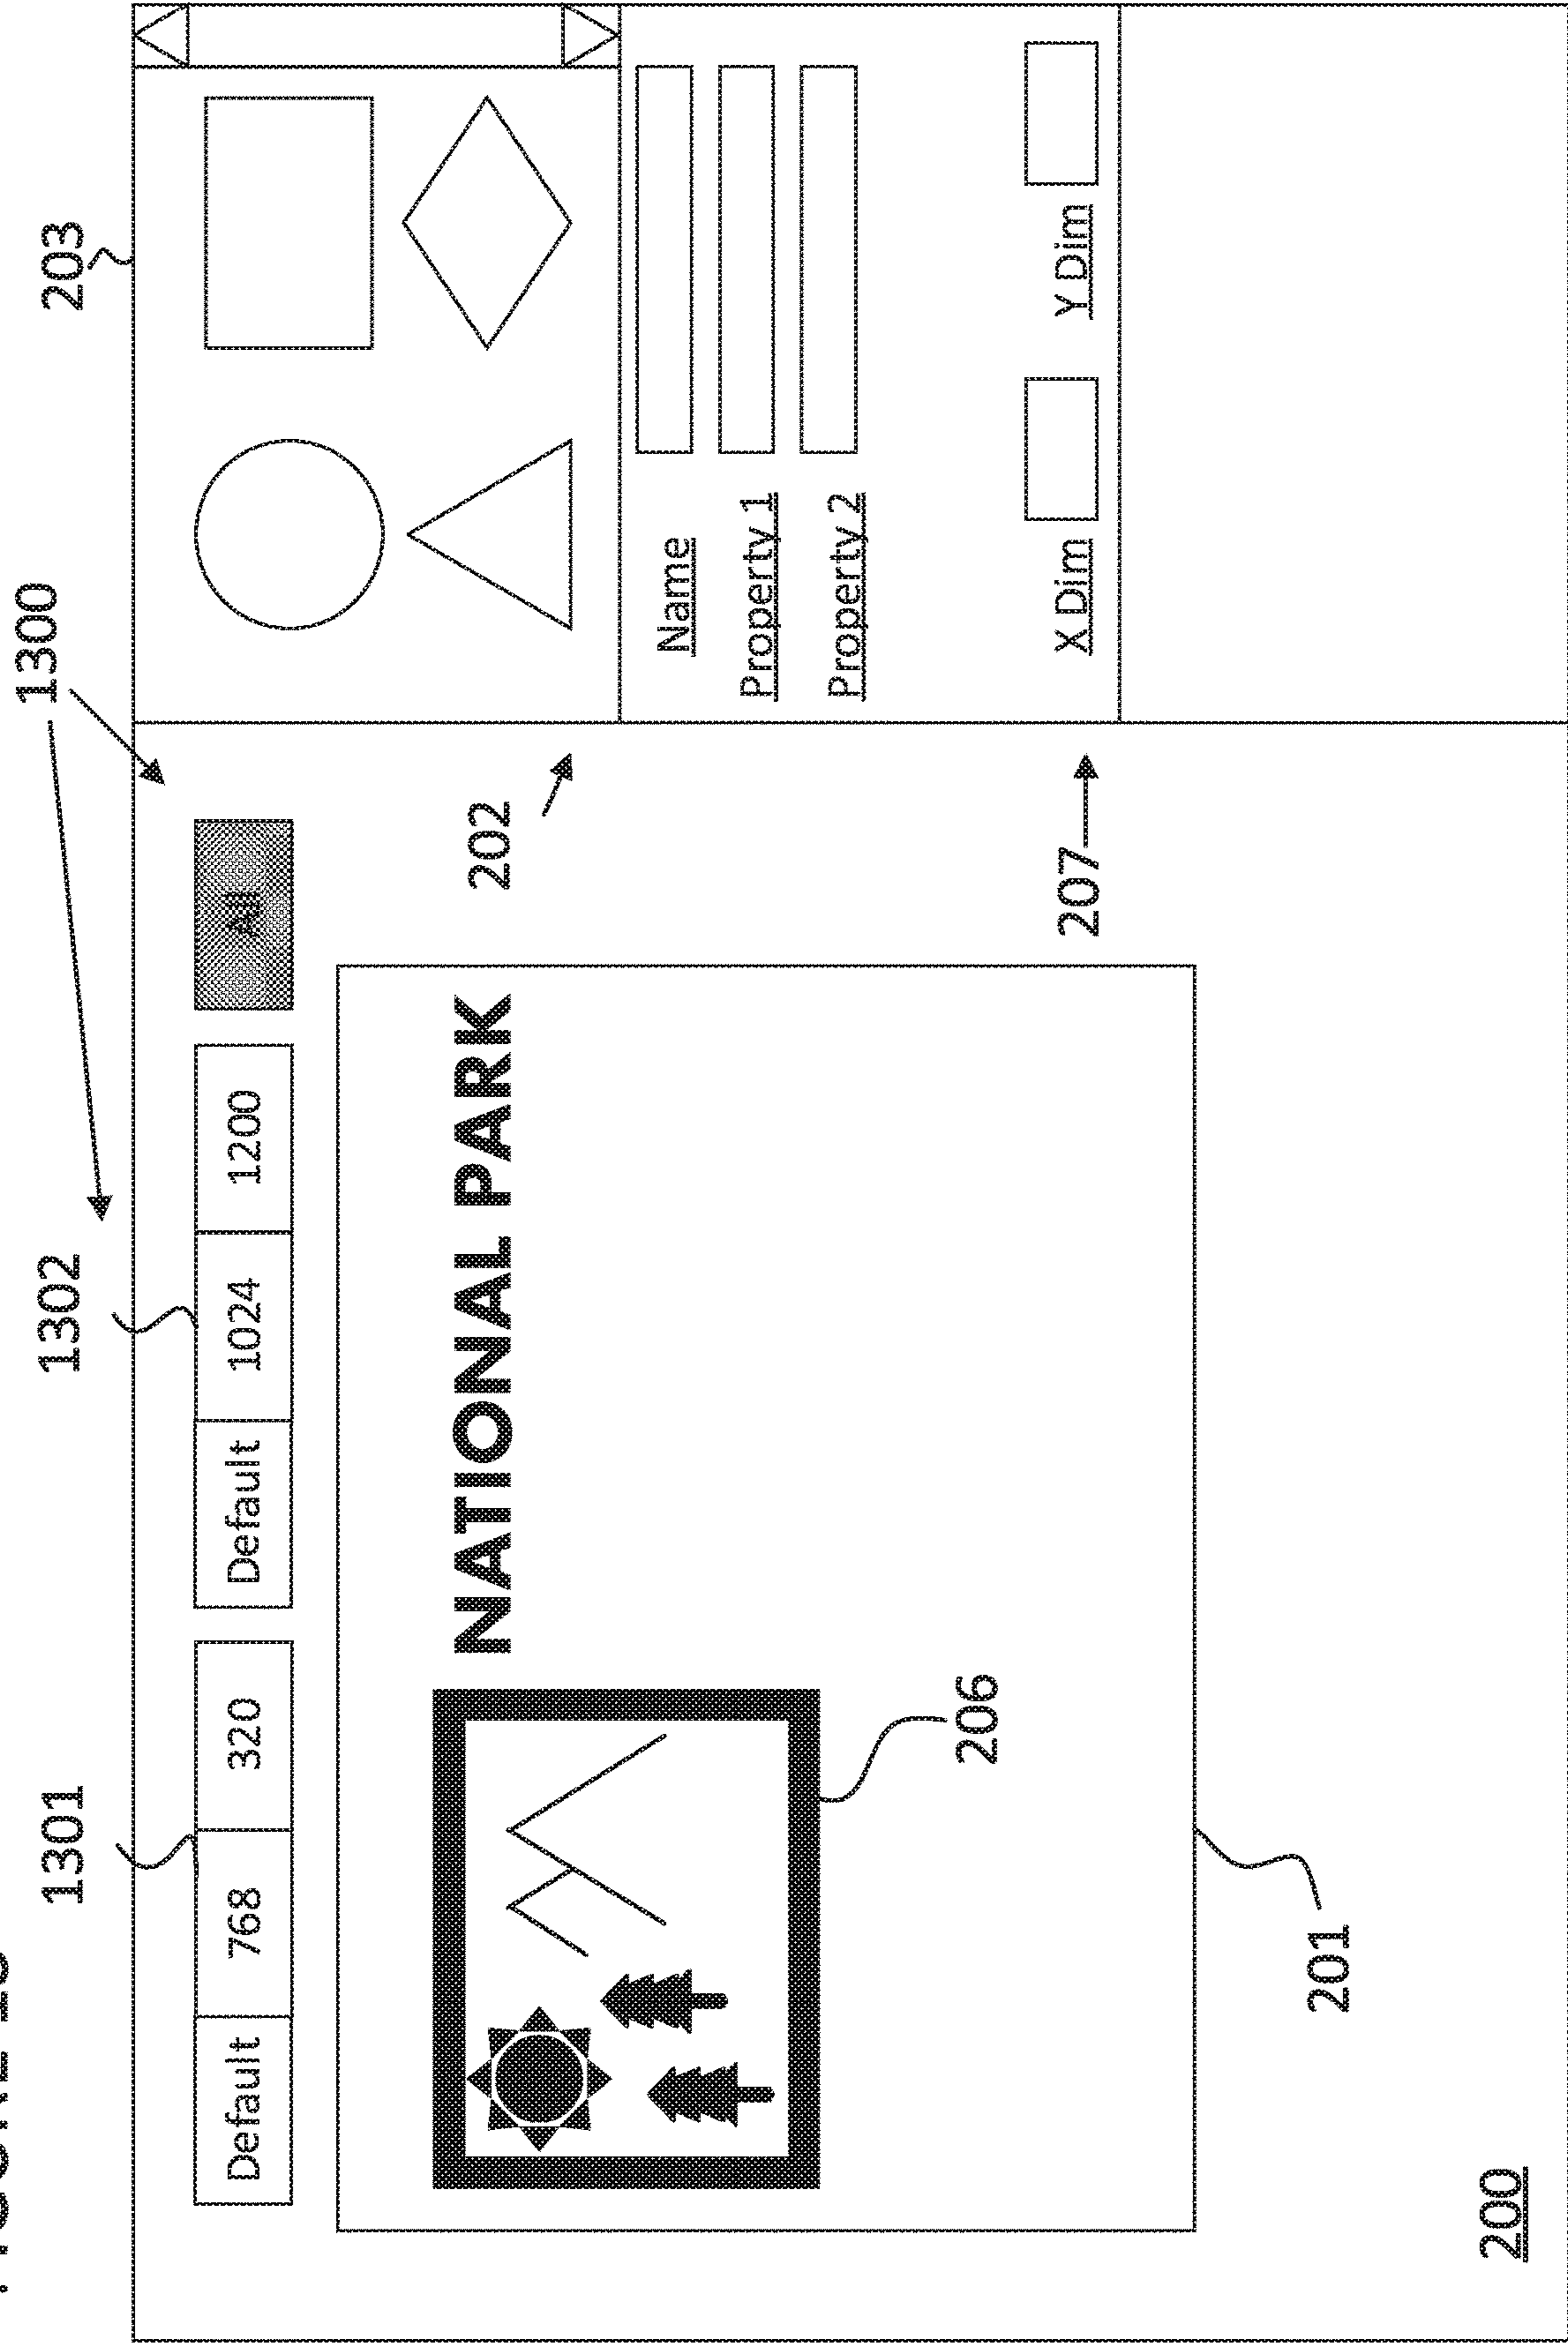 1300
1301
1302
203
Default 768 320
Default 1024 1200
All
NATIONAL PARK
202
Name
Property 1
Property 2
206
207
X Dim
Y Dim
201
200